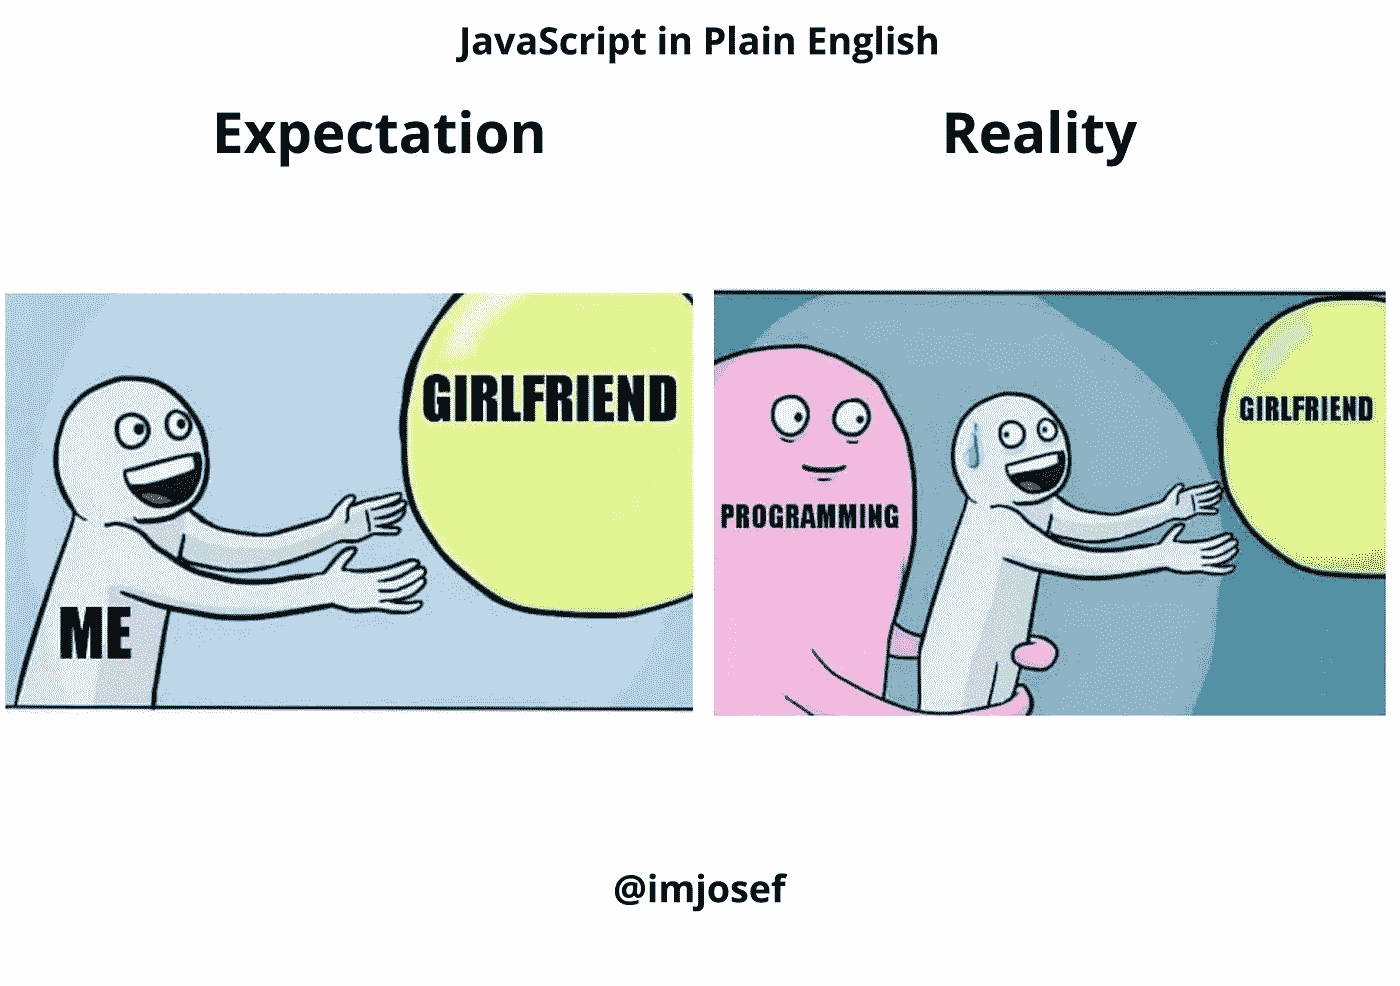 JavaScript in Plain English
Expectation
Reality
GIRLFRIEND
ME
GIRLFRIEND
PROGRAMMING
@imjosef